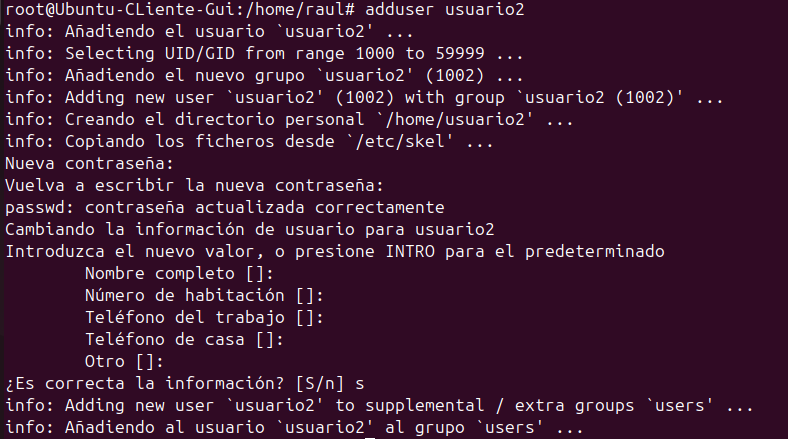 root@Ubuntu-CLiente-Gui:/home/raul# adduser usuario2
info: Añadiendo el usuario `usuario2' ...
info: Selecting UID/GID from range 1000 to 59999 ...
info: Añadiendo el nuevo grupo `usuario2' (1002) ...
info: Adding new user `usuario2' (1002) with group `usuario2 (1002)' ...
info: Creando el directorio personal `/home/usuario2' ...
info: Copiando los ficheros desde `/etc/skel' ...
Nueva contraseña:
Vuelva a escribir la nueva contraseña:
passwd: contraseña actualizada correctamente
Cambiando la información de usuario para usuario2
Introduzca el nuevo valor, o presione INTRO para el predeterminado
        Nombre completo []:
        Número de habitación []:
        Teléfono del trabajo []:
        Teléfono de casa []:
        Otro []:
¿Es correcta la información? [S/n] s
info: Adding new user `usuario2' to supplemental / extra groups `users' ...
info: Añadiendo al usuario `usuario2' al grupo `users' ...